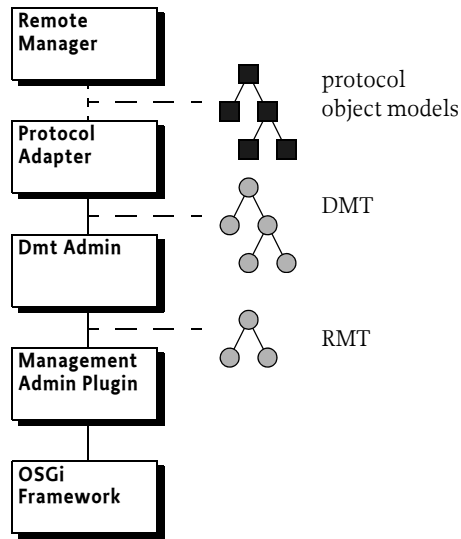 Remote
Manager
protocol
object models
Protocol
Adapter
DMT
Dmt Admin
RMT
Management
Admin Plugin
OSGi
Framework